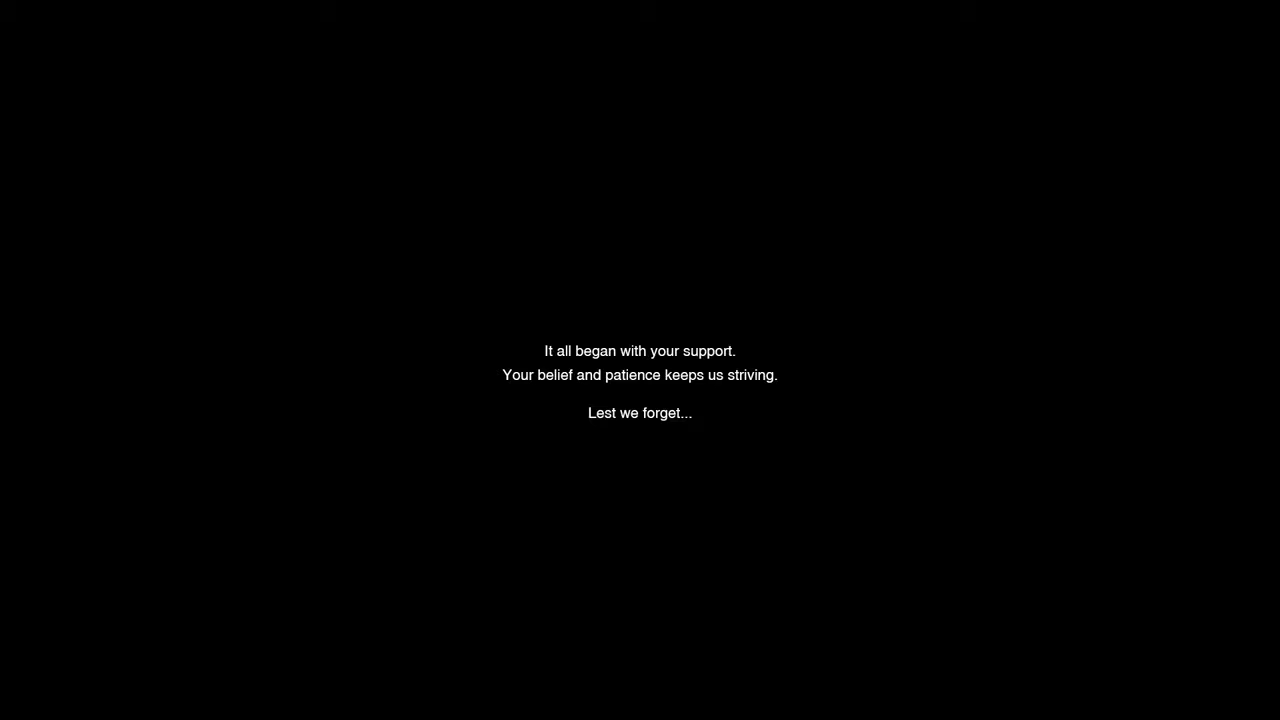 It all began with your support.
Your belief and patience keeps us striving.
Lest we forget...